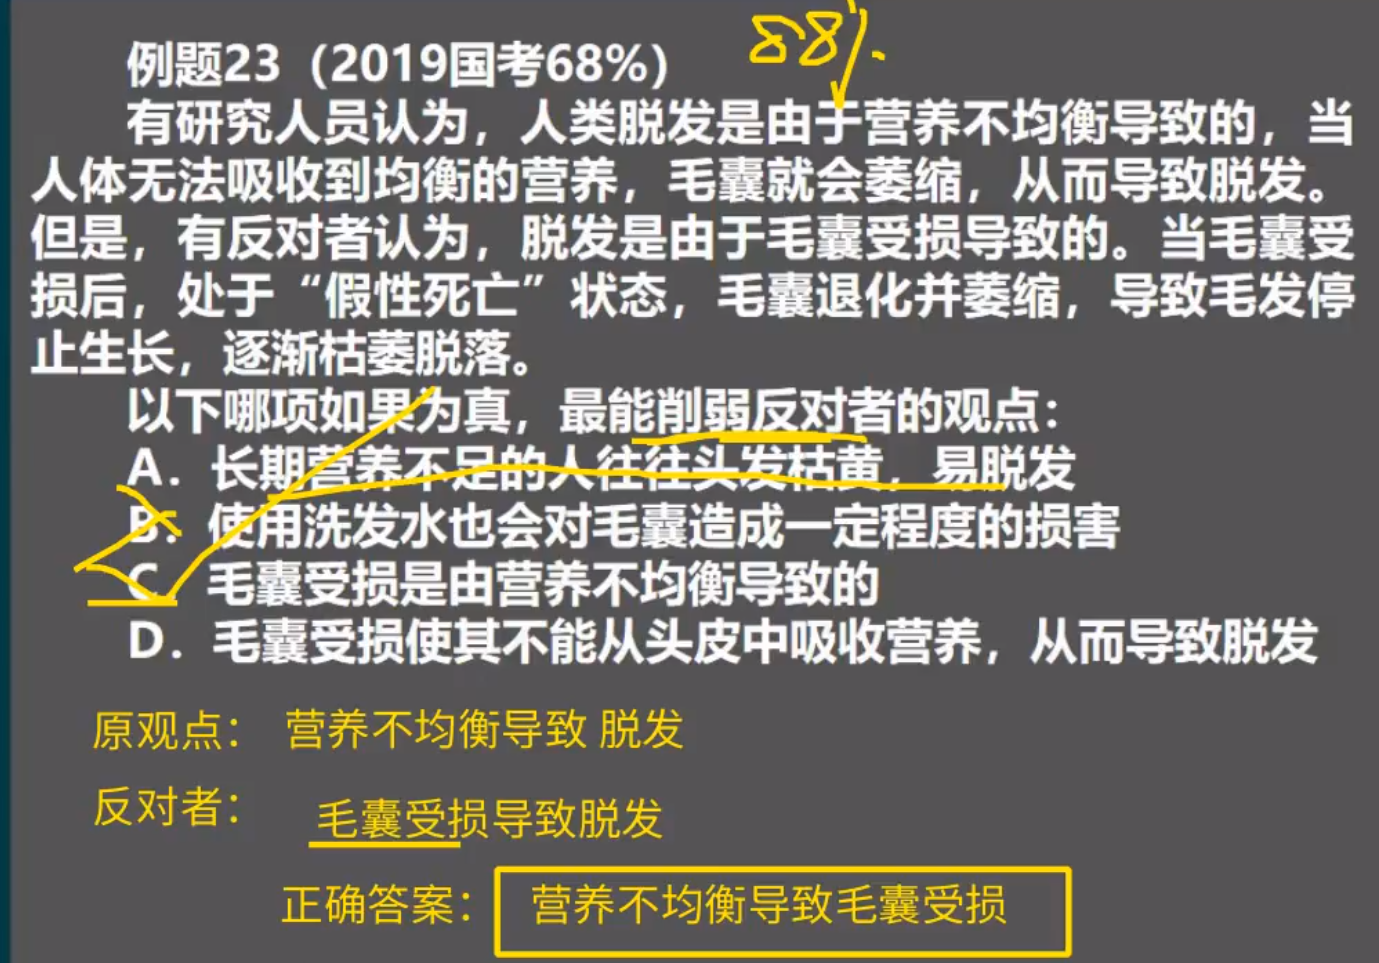 例题23（2019国考68%） 88%.
有研究人员认为，人类脱发是由于营养不均衡导致的，当
人体无法吸收到均衡的营养，毛囊就会萎缩，从而导致脱发。
但是，有反对者认为，脱发是由于毛囊受损导致的。当毛囊受
损后，处于“假性死亡”状态，毛囊退化并萎缩，导致毛发停
止生长，逐渐枯萎脱落。
以下哪项如果为真，最能削弱反对者的观点：
A．长期营养不足的人往往头发枯黄，易脱发
B．使用洗发水也会对毛囊造成一定程度的损害
C．毛囊受损是由营养不均衡导致的
D．毛囊受损使其不能从头皮中吸收营养，从而导致脱发
原观点： 营养不均衡导致 脱发
反对者： 毛囊受损导致脱发
正确答案： 营养不均衡导致毛囊受损